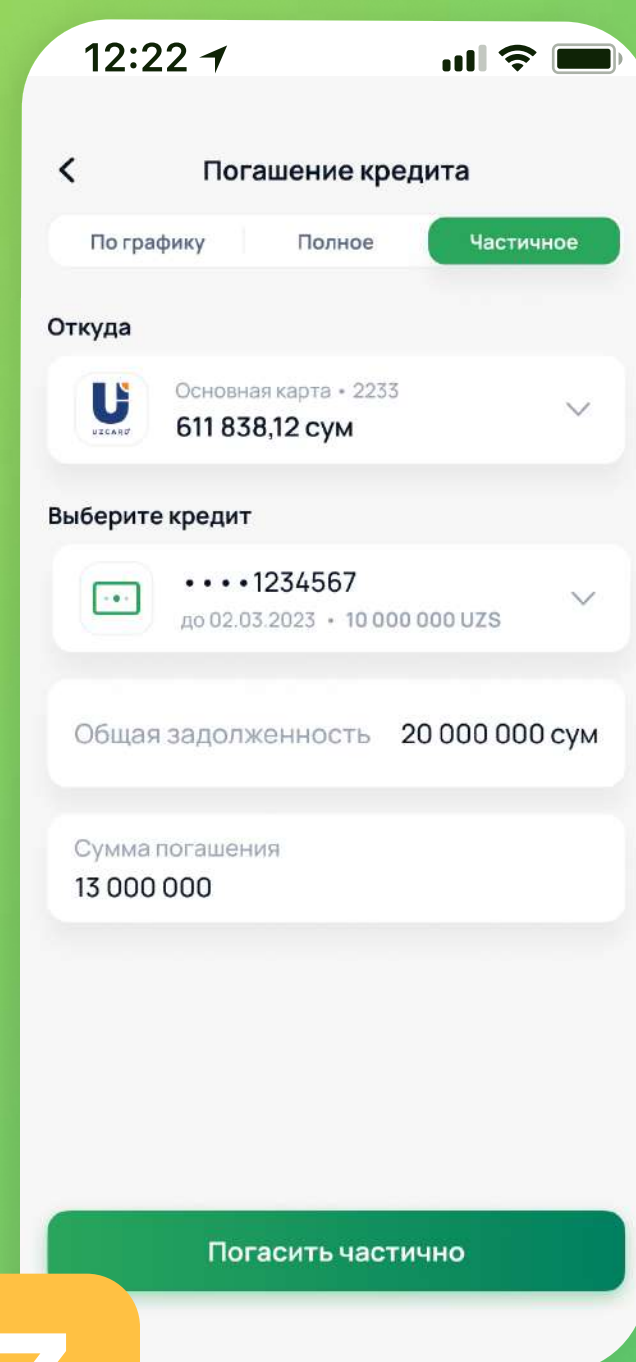 12:22
Погашение кредита
По графику Полное Частичное
Откуда
Основная карта • 2233
UZCARD
611 838,12 сум
Выберите кредит
• • • • 1234567
до 02.03.2023 • 10 000 000 UZS
Общая задолженность 20 000 000 сум
Сумма погашения
13 000 000
Погасить частично